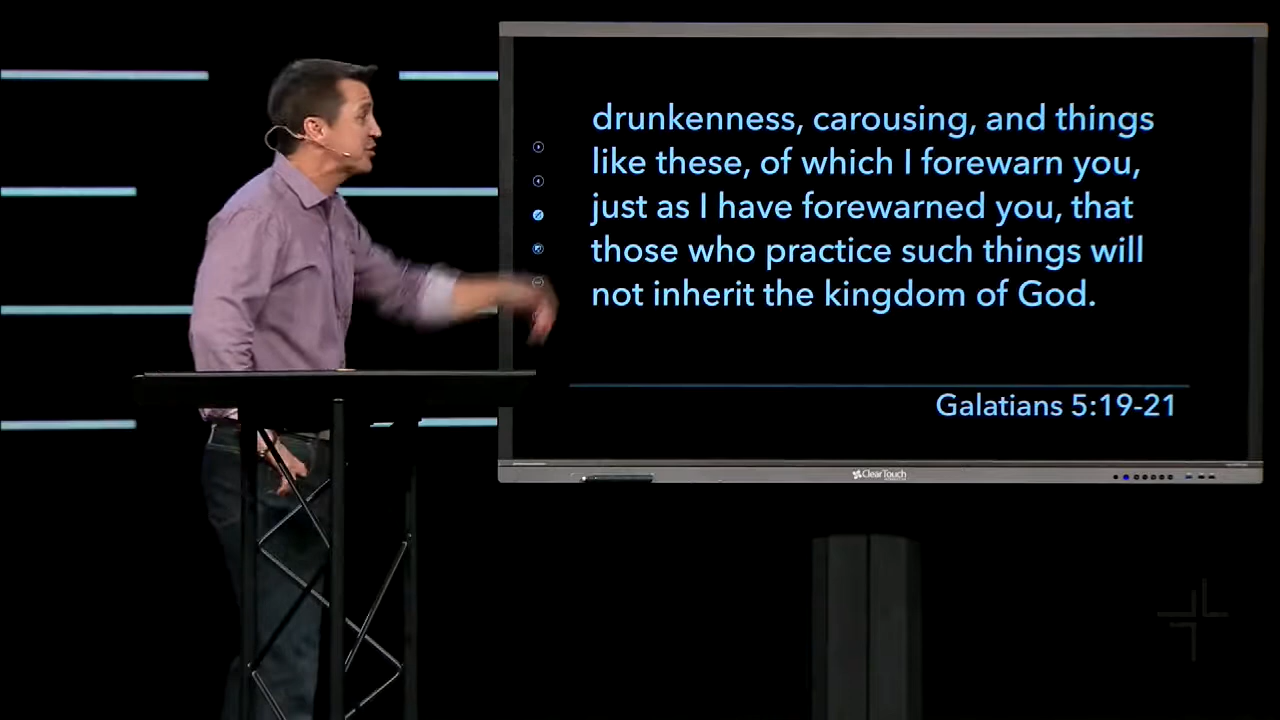 drunkenness, carousing, and things
like these, of which I forewarn you,
just as I have forewarned you, that
those who practice such things will
not inherit the kingdom of God.
Galatians 5:19-21
ClearTouch